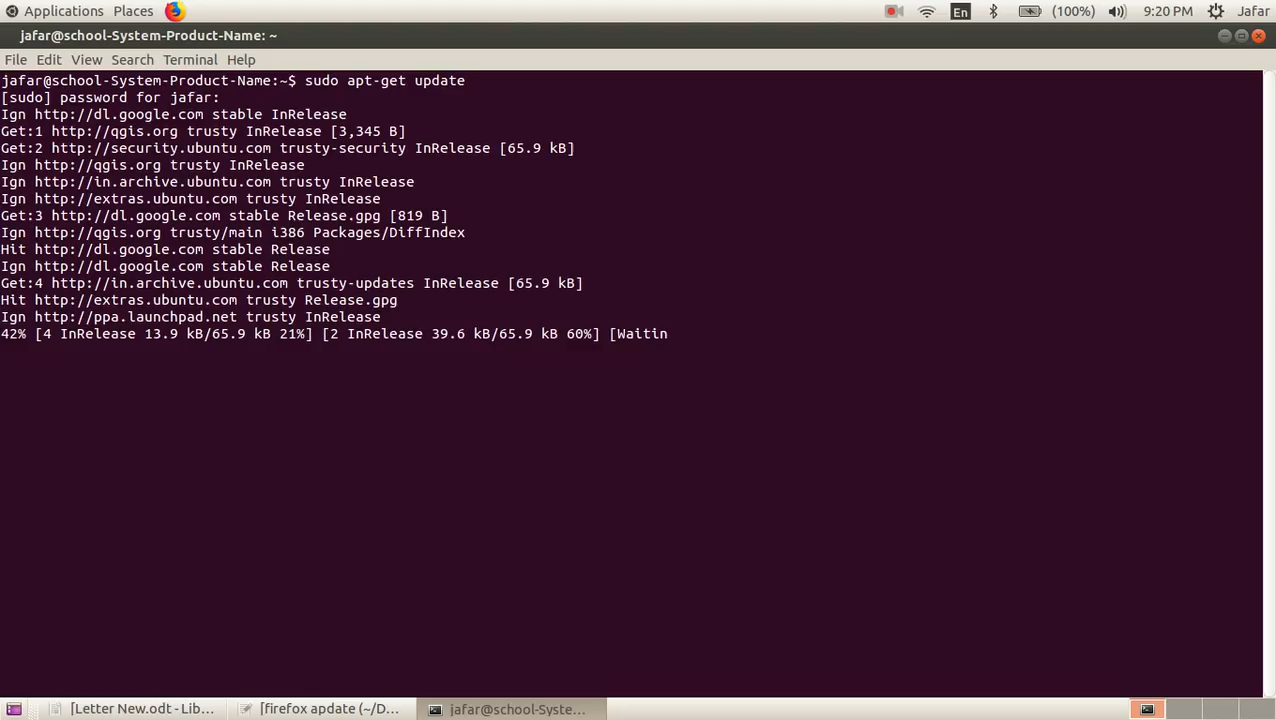 Applications Places En (100%) 9:20 PM Jafar
jafar@school-System-Product-Name: ~
File Edit View Search Terminal Help
jafar@school-System-Product-Name:~$ sudo apt-get update
[sudo] password for jafar:
Ign http://dl.google.com stable InRelease
Get:1 http://qgis.org trusty InRelease [3,345 B]
Get:2 http://security.ubuntu.com trusty-security InRelease [65.9 kB]
Ign http://qgis.org trusty InRelease
Ign http://in.archive.ubuntu.com trusty InRelease
Ign http://extras.ubuntu.com trusty InRelease
Get:3 http://dl.google.com stable Release.gpg [819 B]
Ign http://qgis.org trusty/main i386 Packages/DiffIndex
Hit http://dl.google.com stable Release
Ign http://dl.google.com stable Release
Get:4 http://in.archive.ubuntu.com trusty-updates InRelease [65.9 kB]
Hit http://extras.ubuntu.com trusty Release.gpg
Ign http://ppa.launchpad.net trusty InRelease
42% [4 InRelease 13.9 kB/65.9 kB 21%] [2 InRelease 39.6 kB/65.9 kB 60%] [Waitin
[Letter New.odt - Lib... [firefox apdate (~/D... jafar@school-Syste...